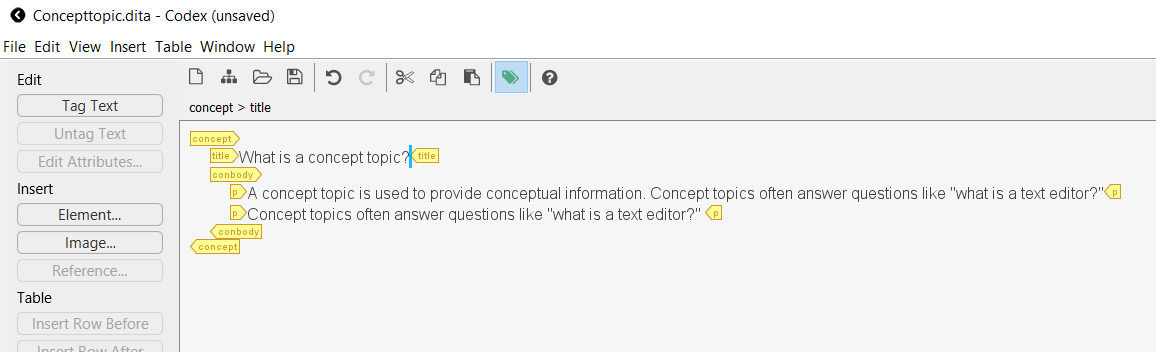 Concepttopic.dita - Codex (unsaved)
File Edit View Insert Table Window Help
Edit
Tag Text
Untag Text
Edit Attributes...
Insert
Element...
Image...
Reference...
Table
Insert Row Before
Insert Row After
concept > title
concept
title What is a concept topic? title
conbody
p A concept topic is used to provide conceptual information. Concept topics often answer questions like "what is a text editor?" p
p Concept topics often answer questions like "what is a text editor?" p
conbody
concept